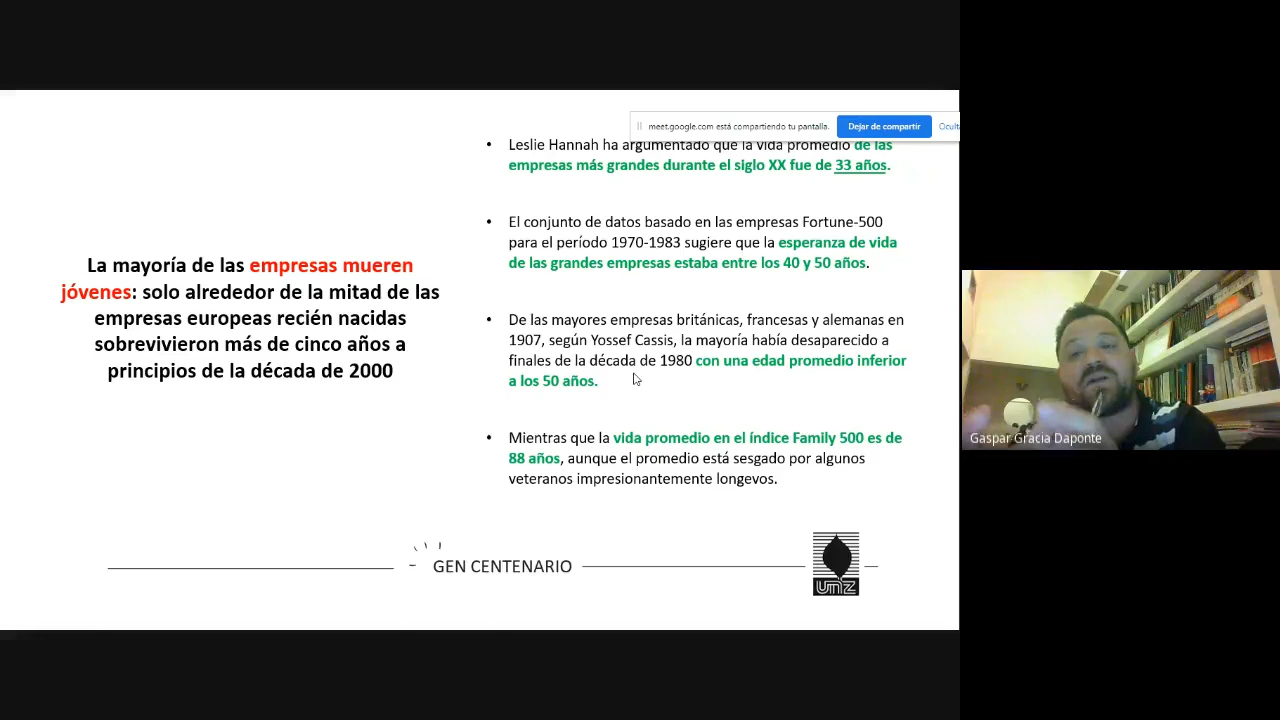 meet.google.com está compartiendo tu pantalla.
Dejar de compartir
Oculta
La mayoría de las empresas mueren
jóvenes: solo alrededor de la mitad de las
empresas europeas recién nacidas
sobrevivieron más de cinco años a
principios de la década de 2000
• Leslie Hannah ha argumentado que la vida promedio de las
empresas más grandes durante el siglo XX fue de 33 años.
• El conjunto de datos basado en las empresas Fortune-500
para el período 1970-1983 sugiere que la esperanza de vida
de las grandes empresas estaba entre los 40 y 50 años.
• De las mayores empresas británicas, francesas y alemanas en
1907, según Yossef Cassis, la mayoría había desaparecido a
finales de la década de 1980 con una edad promedio inferior
a los 50 años.
• Mientras que la vida promedio en el índice Family 500 es de
88 años, aunque el promedio está sesgado por algunos
veteranos impresionantemente longevos.
GEN CENTENARIO
umz
Gaspar Gracia Daponte